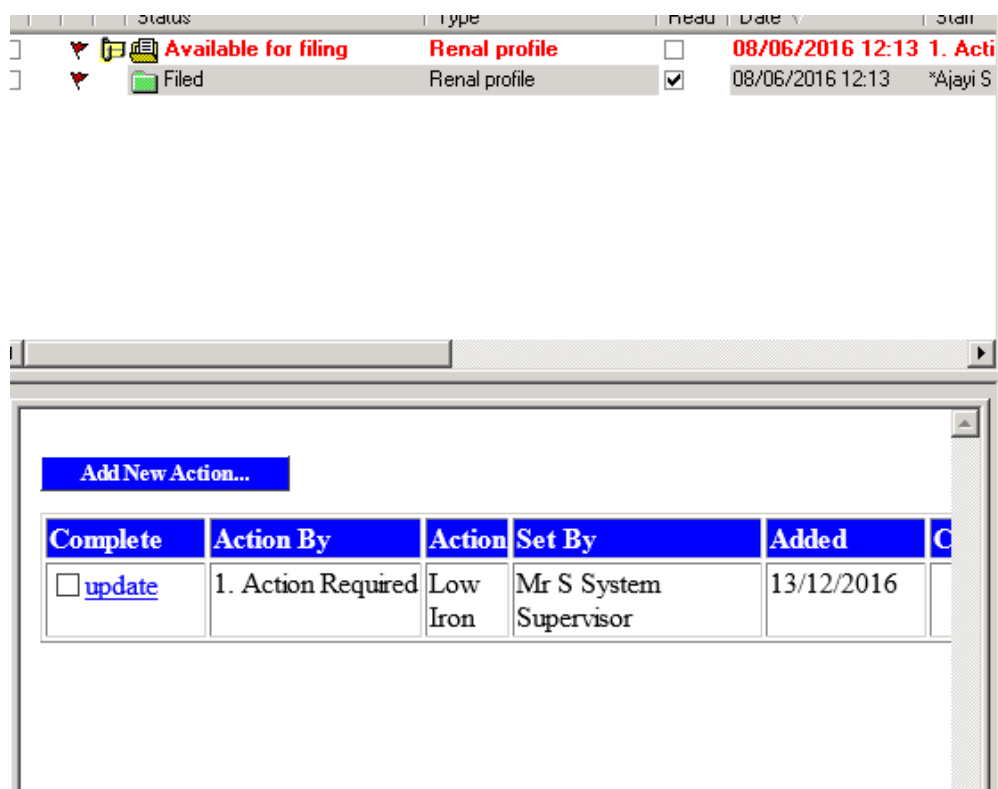 Status Type Read Date Staff
Available for filing Renal profile 08/06/2016 12:13 1. Acti
Filed Renal profile 08/06/2016 12:13 *Ajayi S
Add New Action...
Complete Action By Action Set By Added C
update 1. Action Required Low Mr S System 13/12/2016
Iron Supervisor